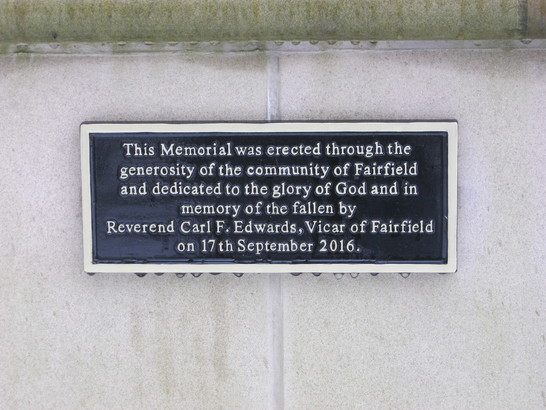 This Memorial was erected through the
generosity of the community of Fairfield
and dedicated to the glory of God and in
memory of the fallen by
Reverend Carl F. Edwards, Vicar of Fairfield
on 17th September 2016.